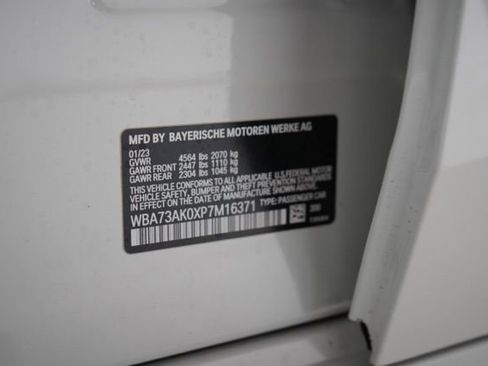 MFD BY BAYERISCHE MOTOREN WERKE AG
01/23
GVWR 4564 lbs 2070 kg
GAWR FRONT 2447 lbs 1110 kg
GAWR REAR 2304 lbs 1045 kg
THIS VEHICLE CONFORMS TO ALL APPLICABLE U.S. FEDERAL MOTOR
VEHICLE SAFETY, BUMPER, AND THEFT PREVENTION STANDARDS
IN EFFECT ON THE DATE OF MANUFACTURE SHOWN ABOVE.
WBA73AK0XP7M16371 TYPE: PASSENGER CAR
300